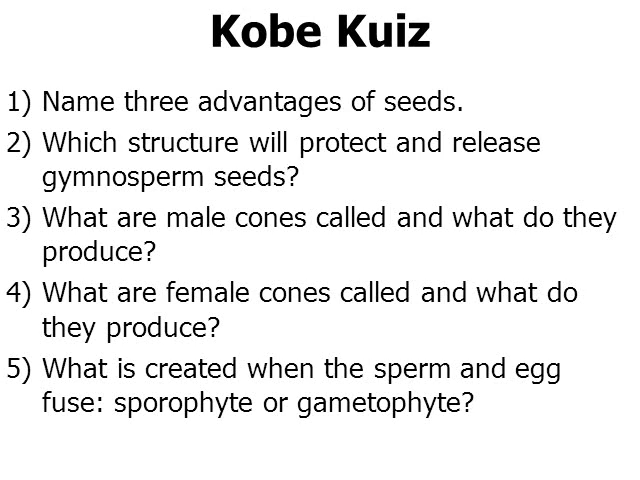 Kobe Kuiz
1) Name three advantages of seeds.
2) Which structure will protect and release
gymnosperm seeds?
3) What are male cones called and what do they
produce?
4) What are female cones called and what do
they produce?
5) What is created when the sperm and egg
fuse: sporophyte or gametophyte?